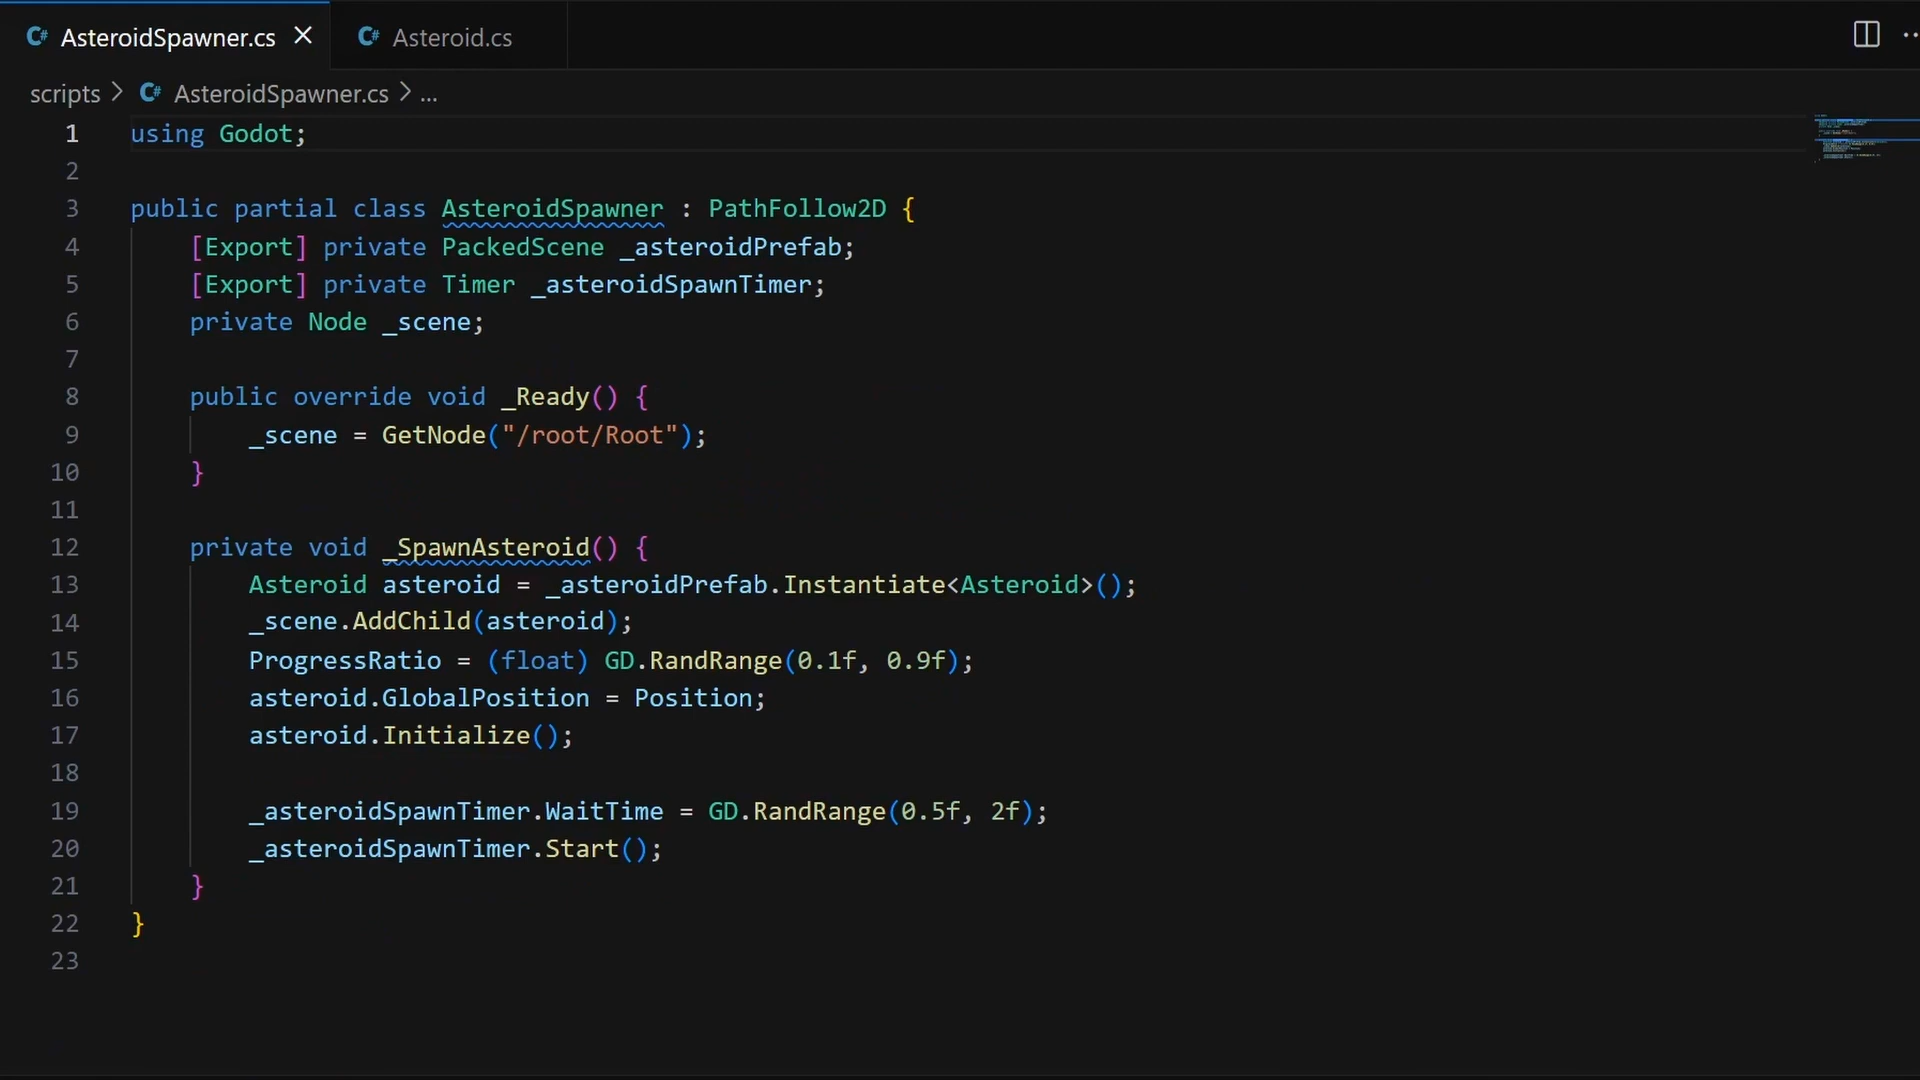 C# AsteroidSpawner.cs
C# Asteroid.cs
scripts > C# AsteroidSpawner.cs > ...
1 using Godot;
2
3 public partial class AsteroidSpawner : PathFollow2D {
4 [Export] private PackedScene _asteroidPrefab;
5 [Export] private Timer _asteroidSpawnTimer;
6 private Node _scene;
7
8 public override void _Ready() {
9 _scene = GetNode("/root/Root");
10 }
11
12 private void _SpawnAsteroid() {
13 Asteroid asteroid = _asteroidPrefab.Instantiate<Asteroid>();
14 _scene.AddChild(asteroid);
15 ProgressRatio = (float) GD.RandRange(0.1f, 0.9f);
16 asteroid.GlobalPosition = Position;
17 asteroid.Initialize();
18
19 _asteroidSpawnTimer.WaitTime = GD.RandRange(0.5f, 2f);
20 _asteroidSpawnTimer.Start();
21 }
22 }
23